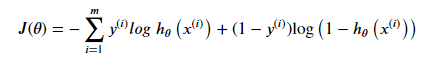 J(θ) = − ∑_{i=1}^{m} y^{(i)} log h_θ (x^{(i)}) + (1 − y^{(i)}) log (1 − h_θ (x^{(i)}))